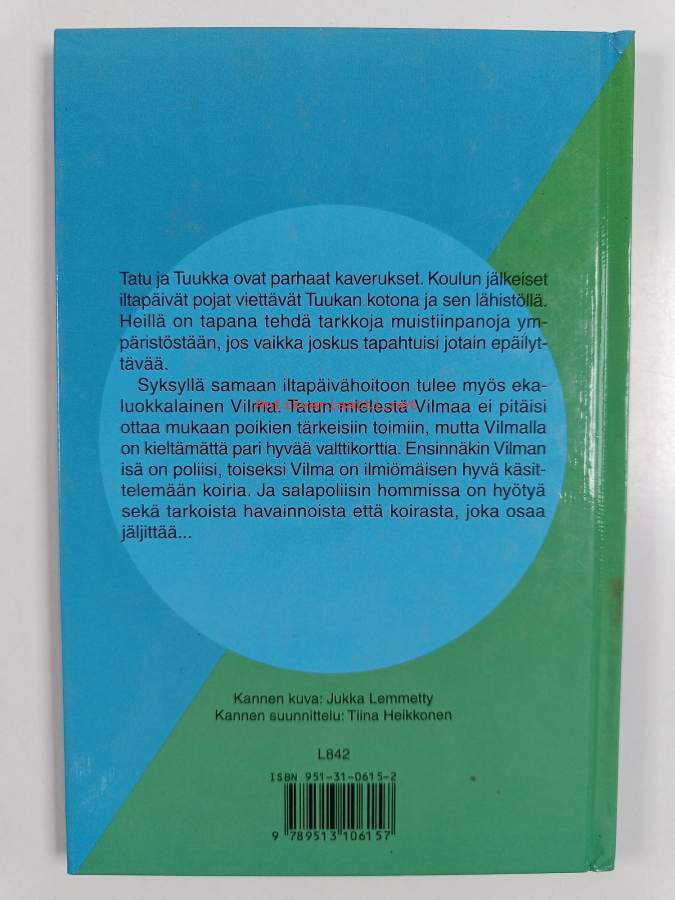 Tatu ja Tuukka ovat parhaat kaverukset. Koulun jälkeiset
iltapäivät pojat viettävät Tuukan kotona ja sen lähistöllä.
Heillä on tapana tehdä tarkkoja muistiinpanoja ym-
päristöstään, jos vaikka joskus tapahtuisi jotain epäilyt-
tävää.
Syksyllä samaan iltapäivähoitoon tulee myös eka-
luokkalainen Vilma. Tatun mielestä Vilmaa ei pitäisi
ottaa mukaan poikien tärkeisiin toimiin, mutta Vilmalla
on kieltämättä pari hyvää valttikorttia. Ensinnäkin Vilman
isä on poliisi, toiseksi Vilma on ilmiömäisen hyvä käsit-
telemään koiria. Ja salapoliisin hommissa on hyötyä
sekä tarkoista havainnoista että koirasta, joka osaa
jäljittää...
Kannen kuva: Jukka Lemmetty
Kannen suunnittelu: Tiina Heikkonen
L842
ISBN 951-31-0615-2
9 789513 106157